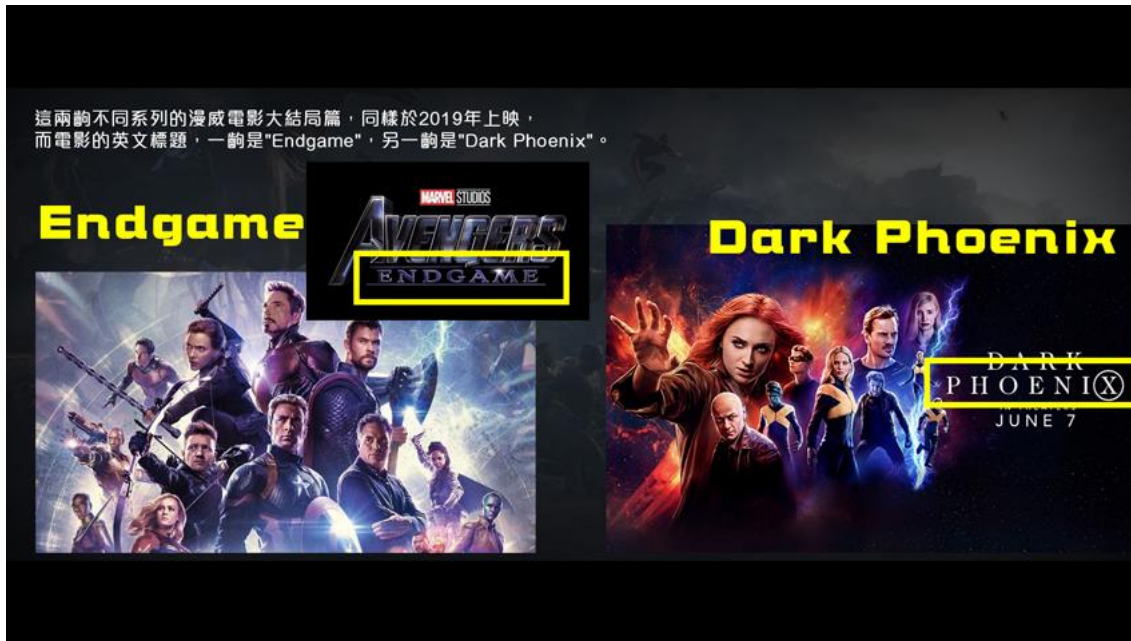 這兩齣不同系列的漫威電影大結局篇，同樣於2019年上映，
而電影的英文標題，一齣是"Endgame"，另一齣是"Dark Phoenix"。
Endgame
MARVEL STUDIOS
AVENGERS
ENDGAME
Dark Phoenix
DARK
PHOENIX
JUNE 7